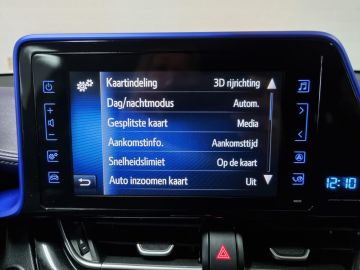 Kaartindeling 3D rijrichting
Dag/nachtmodus Autom.
Gesplitste kaart Media
Aankomstinfo. Aankomsttijd
Snelheidslimiet Op de kaart
Auto inzoomen kaart Uit
12:10